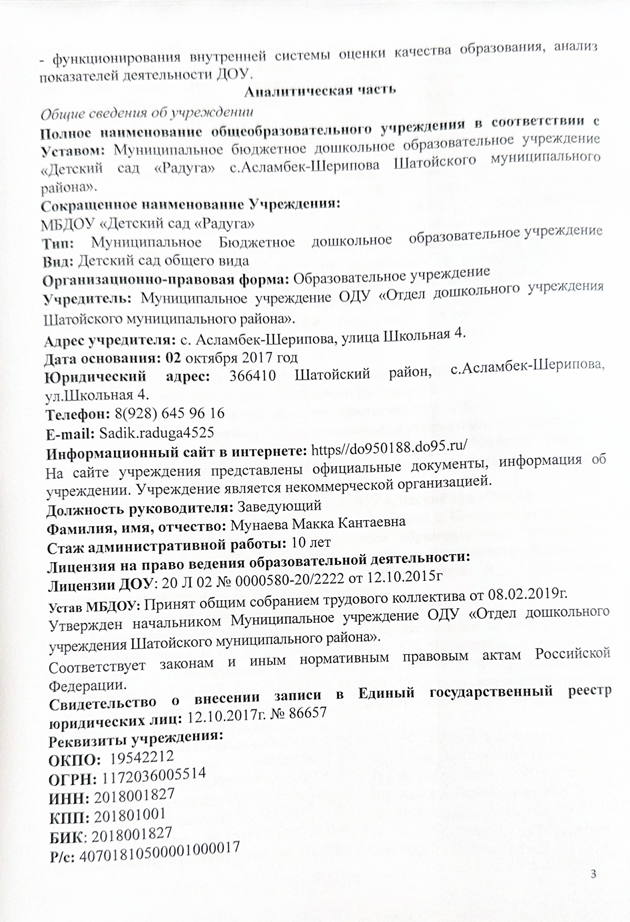 - функционирования внутренней системы оценки качества образования, анализ
показателей деятельности ДОУ.
Аналитическая часть
Общие сведения об учреждении
Полное наименование общеобразовательного учреждения в соответствии с
Уставом: Муниципальное бюджетное дошкольное образовательное учреждение
«Детский сад «Радуга» с.Асламбек-Шерипова Шатойского муниципального
района».
Сокращенное наименование Учреждения:
МБДОУ «Детский сад «Радуга»
Тип: Муниципальное Бюджетное дошкольное образовательное учреждение
Вид: Детский сад общего вида
Организационно-правовая форма: Образовательное учреждение
Учредитель: Муниципальное учреждение ОДУ «Отдел дошкольного учреждения
Шатойского муниципального района».
Адрес учредителя: с. Асламбек-Шерипова, улица Школьная 4.
Дата основания: 02 октября 2017 год
Юридический адрес: 366410 Шатойский район, с.Асламбек-Шерипова,
ул.Школьная 4.
Телефон: 8(928) 645 96 16
E-mail: Sadik.raduga4525
Информационный сайт в интернете: https//do950188.do95.ru/
На сайте учреждения представлены официальные документы, информация об
учреждении. Учреждение является некоммерческой организацией.
Должность руководителя: Заведующий
Фамилия, имя, отчество: Мунаева Макка Кантаевна
Стаж административной работы: 10 лет
Лицензия на право ведения образовательной деятельности:
Лицензии ДОУ: 20 Л 02 № 0000580-20/2222 от 12.10.2015г
Устав МБДОУ: Принят общим собранием трудового коллектива от 08.02.2019г.
Утвержден начальником Муниципальное учреждение ОДУ «Отдел дошкольного
учреждения Шатойского муниципального района».
Соответствует законам и иным нормативным правовым актам Российской
Федерации.
Свидетельство о внесении записи в Единый государственный реестр
юридических лиц: 12.10.2017г. № 86657
Реквизиты учреждения:
ОКПО: 19542212
ОГРН: 1172036005514
ИНН: 2018001827
КПП: 201801001
БИК: 2018001827
Р/с: 40701810500001000017
3